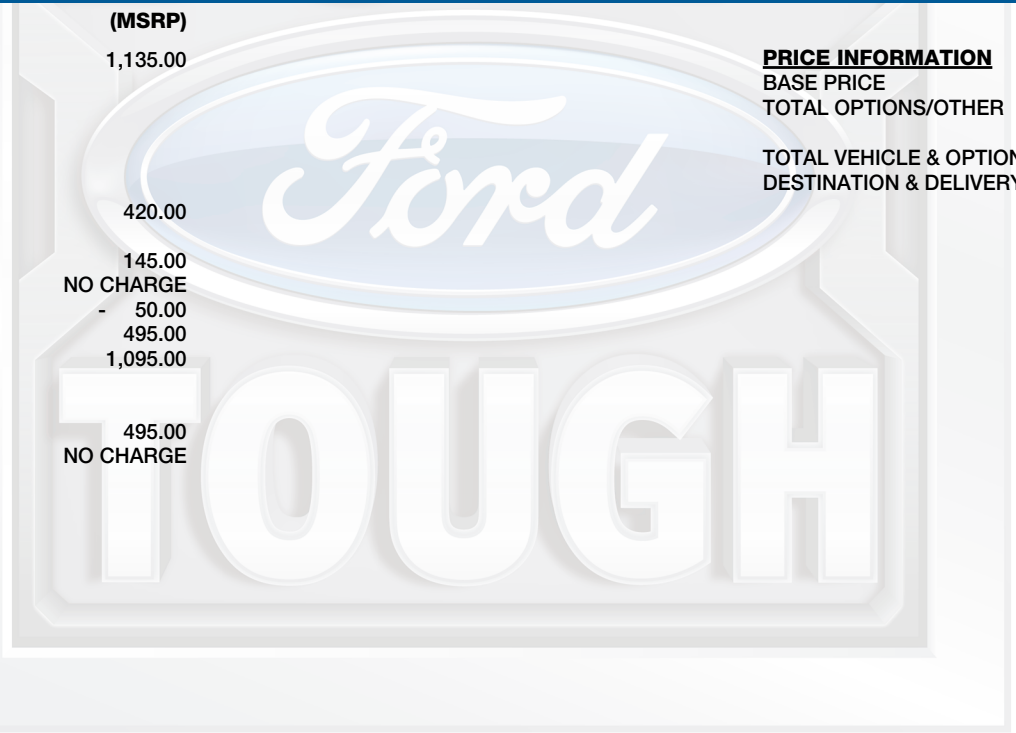 (MSRP)
1,135.00
420.00
145.00
NO CHARGE
- 50.00
495.00
1,095.00
495.00
NO CHARGE
PRICE INFORMATION
BASE PRICE
TOTAL OPTIONS/OTHER
TOTAL VEHICLE & OPTION
DESTINATION & DELIVERY
Ford
TOUGH